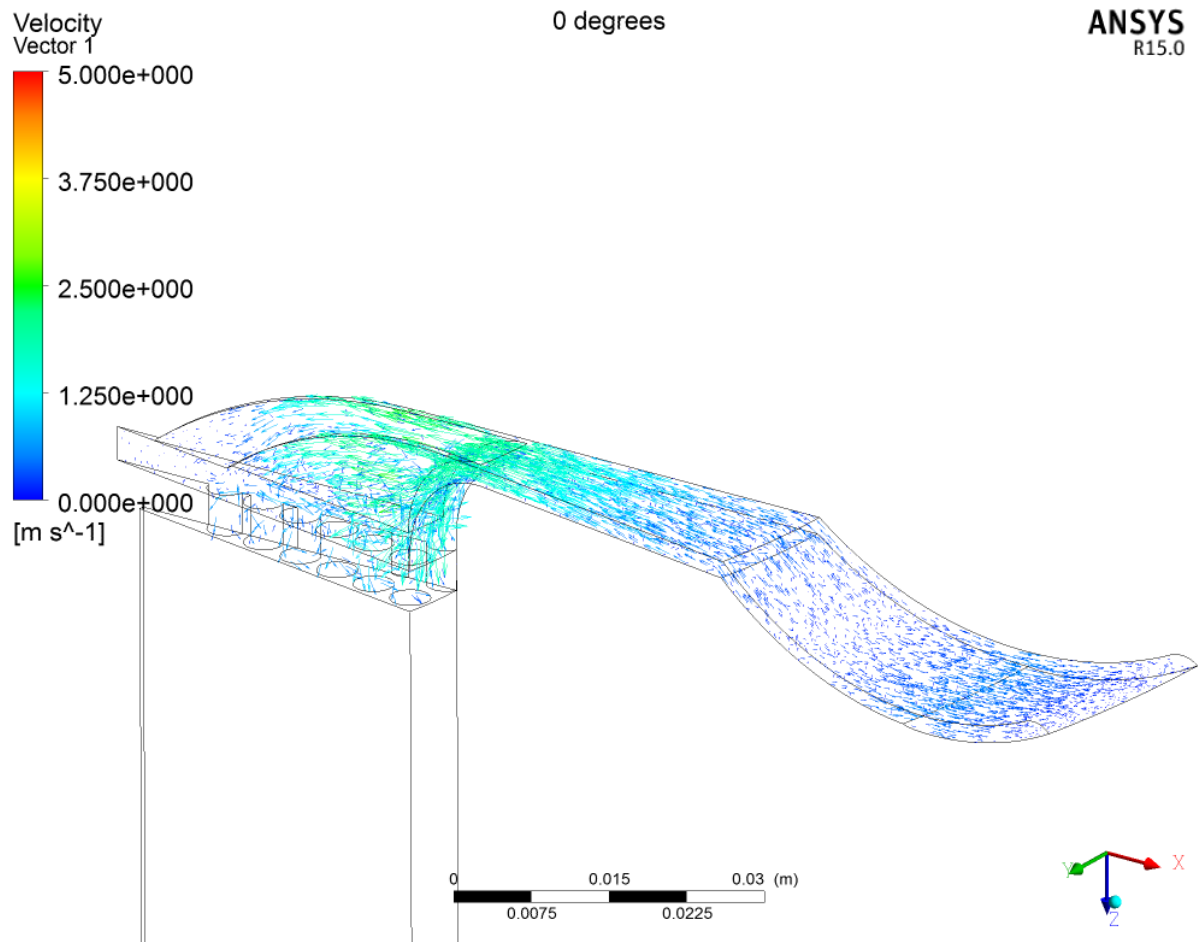 Velocity
Vector 1
0 degrees
ANSYS
R15.0
5.000e+000
3.750e+000
2.500e+000
1.250e+000
0.000e+000
[m s^-1]
0 0.015 0.03 (m)
0.0075 0.0225
X
Y
Z